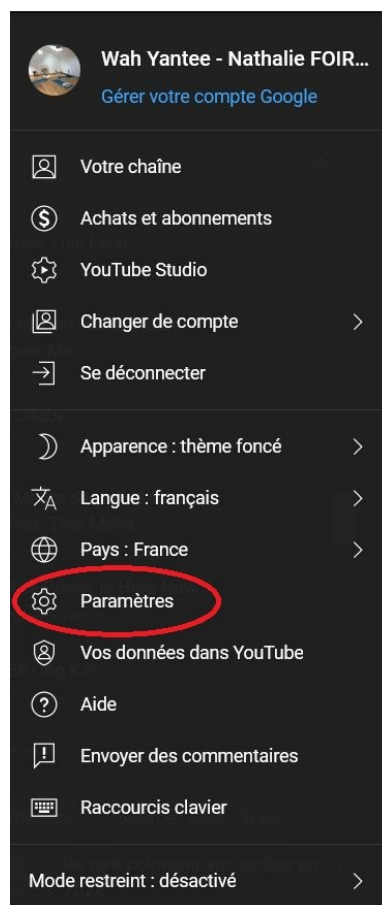 Wah Yantee - Nathalie FOIR...
Gérer votre compte Google
Votre chaîne
Achats et abonnements
YouTube Studio
Changer de compte
Se déconnecter
Apparence : thème foncé
Langue : français
Pays : France
Paramètres
Vos données dans YouTube
Aide
Envoyer des commentaires
Raccourcis clavier
Mode restreint : désactivé